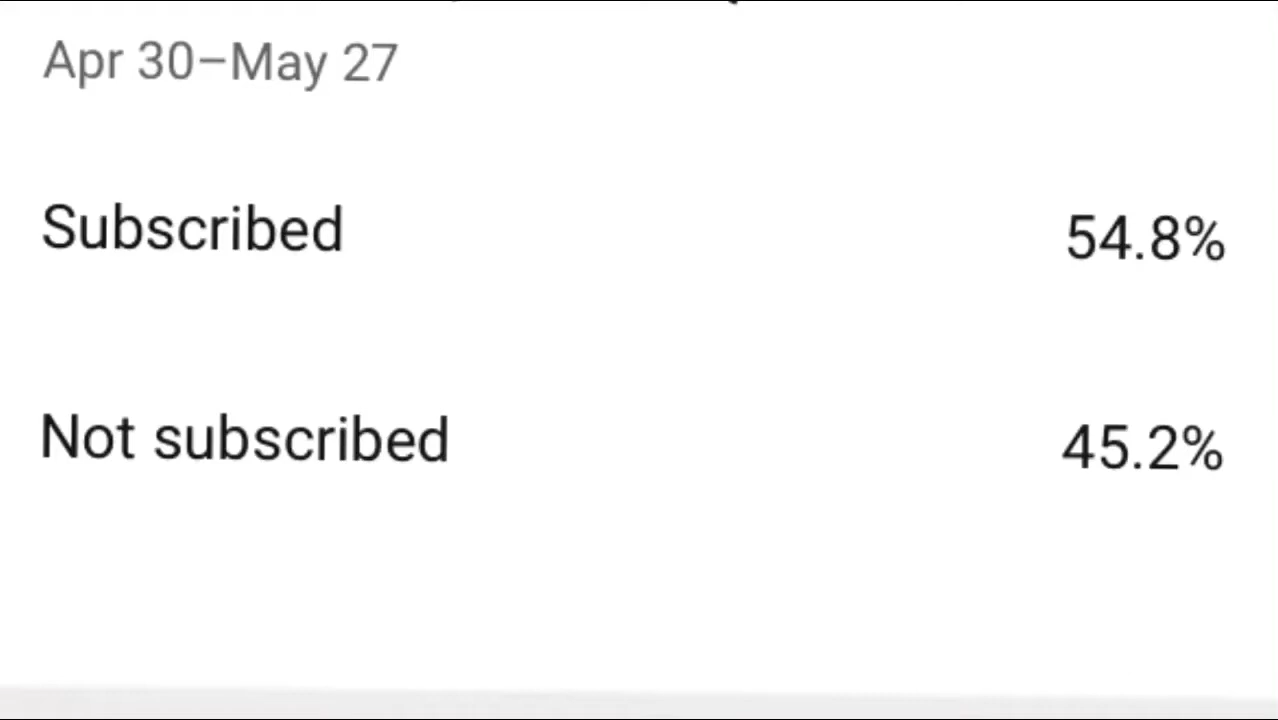 Apr 30–May 27
Subscribed 54.8%
Not subscribed 45.2%